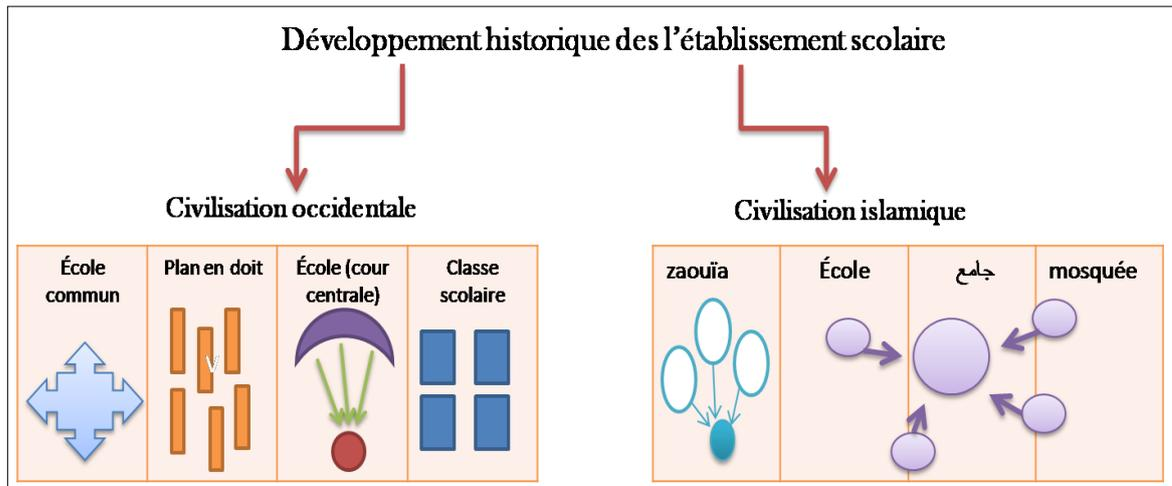 Développement historique des l'établissement scolaire
Civilisation occidentale
Civilisation islamique
École
commun
Plan en doit
École (cour
centrale)
Classe
scolaire
V
zaouïa
École
جامع
mosquée